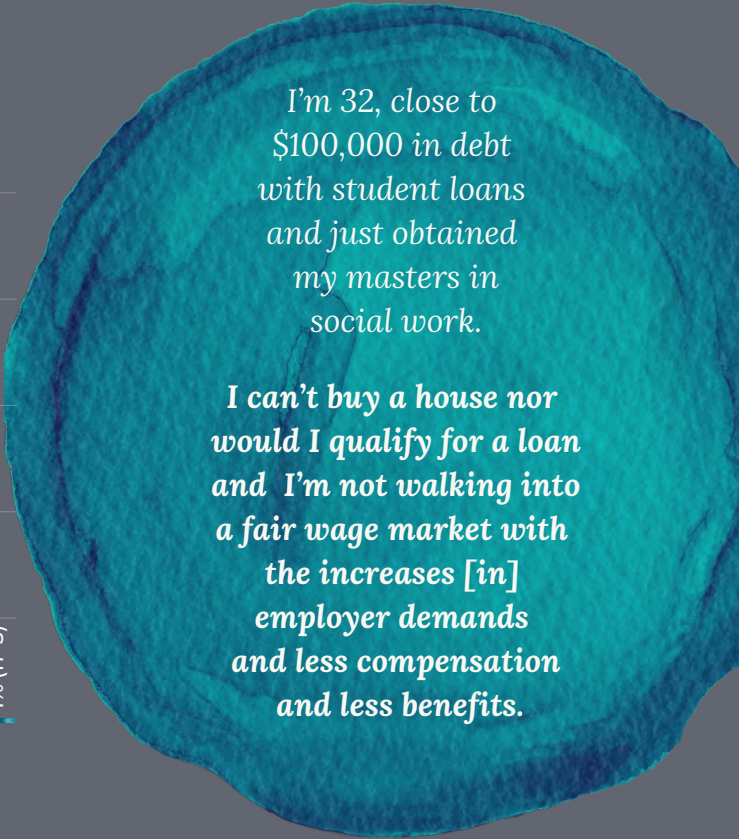 I’m 32, close to
$100,000 in debt
with student loans
and just obtained
my masters in
social work.
I can’t buy a house nor
would I qualify for a loan
and  I’m not walking into
a fair wage market with
the increases [in]
employer demands
and less compensation
and less benefits.